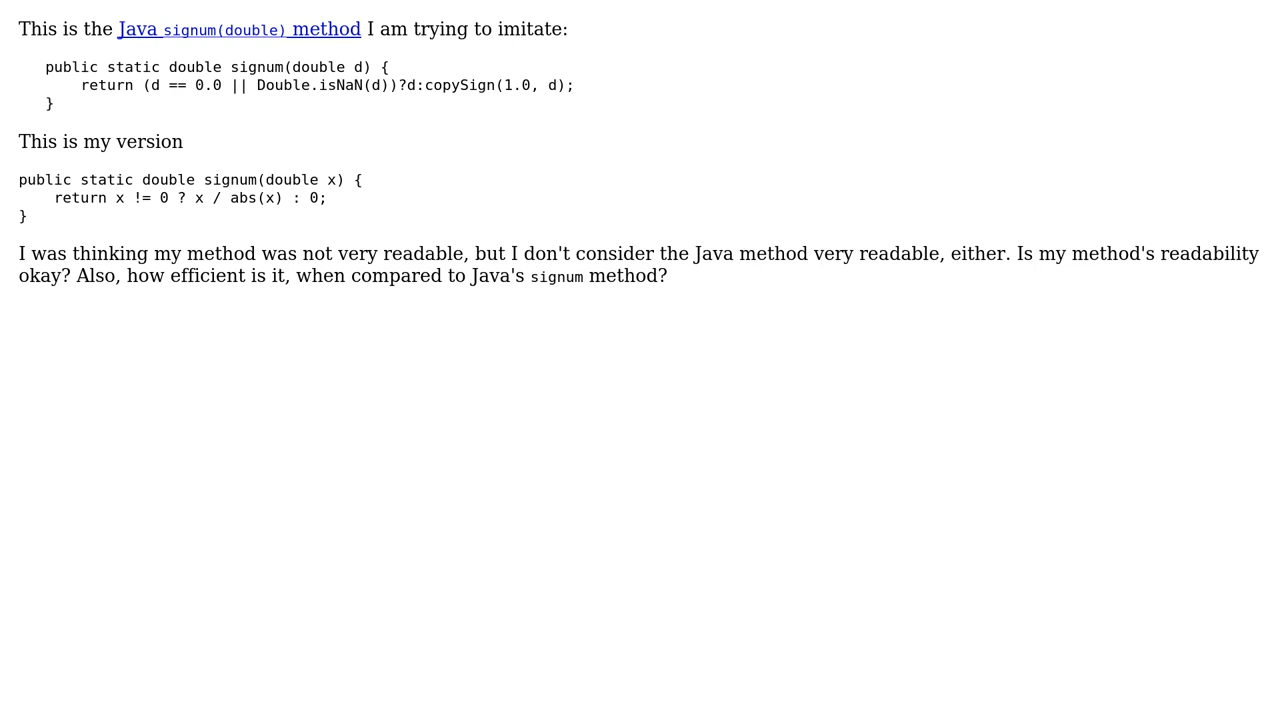 This is the Java signum(double) method I am trying to imitate:
public static double signum(double d) {
return (d == 0.0 || Double.isNaN(d))?d:copySign(1.0, d);
}
This is my version
public static double signum(double x) {
return x != 0 ? x / abs(x) : 0;
}
I was thinking my method was not very readable, but I don't consider the Java method very readable, either. Is my method's readability
okay? Also, how efficient is it, when compared to Java's signum method?